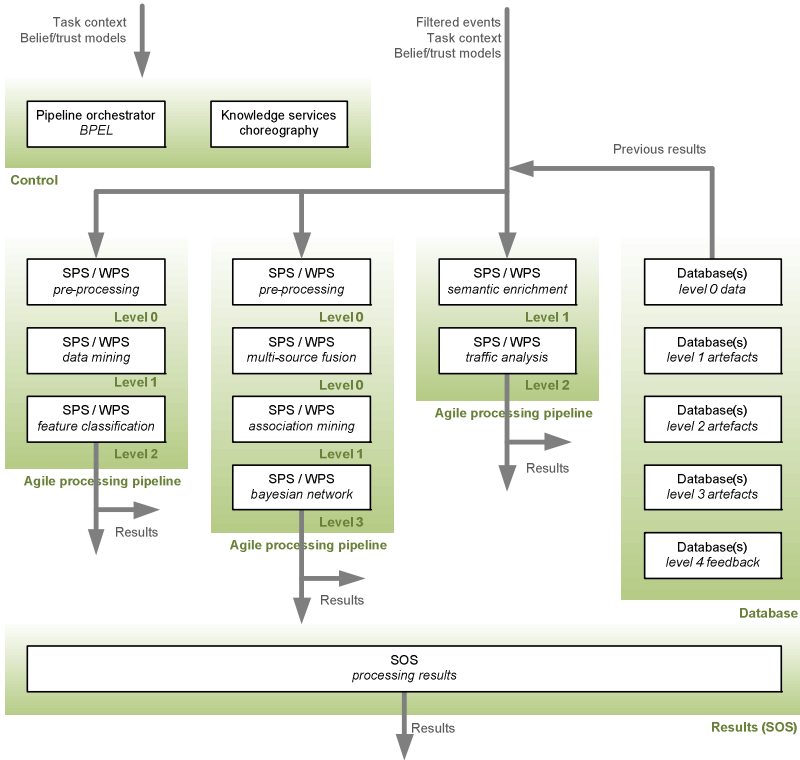 Task context
Belief/trust models
Filtered events
Task context
Belief/trust models
Pipeline orchestrator
BPEL
Knowledge services
choreography
Control
Previous results
SPS / WPS
pre-processing
Level 0
SPS / WPS
data mining
Level 1
SPS / WPS
feature classification
Level 2
Agile processing pipeline
Results
SPS / WPS
pre-processing
Level 0
SPS / WPS
multi-source fusion
Level 0
SPS / WPS
association mining
Level 1
SPS / WPS
bayesian network
Level 3
Agile processing pipeline
Results
SPS / WPS
semantic enrichment
Level 1
SPS / WPS
traffic analysis
Level 2
Agile processing pipeline
Results
Database(s)
level 0 data
Database(s)
level 1 artefacts
Database(s)
level 2 artefacts
Database(s)
level 3 artefacts
Database(s)
level 4 feedback
Database
SOS
processing results
Results (SOS)
Results